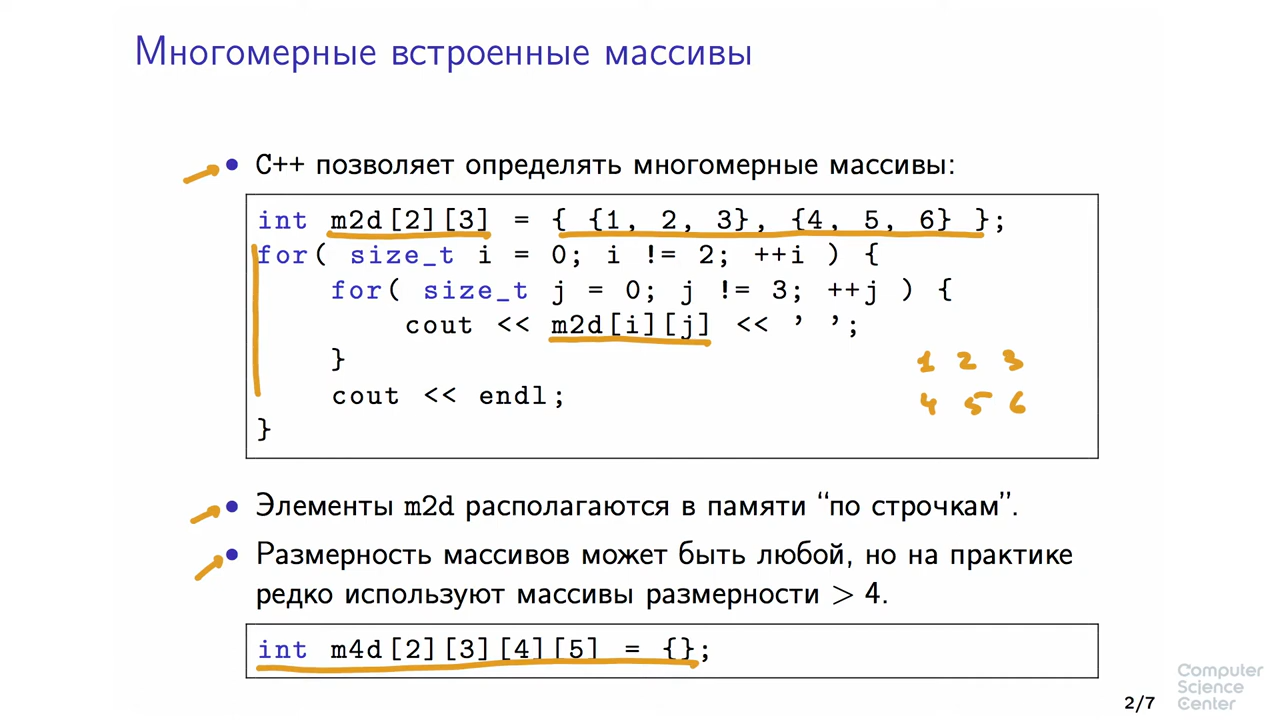 Многомерные встроенные массивы
C++ позволяет определять многомерные массивы:
int m2d[2][3] = { {1, 2, 3}, {4, 5, 6} };
for( size_t i = 0; i != 2; ++i ) {
for( size_t j = 0; j != 3; ++j ) {
cout << m2d[i][j] << ’ ’;
}
cout << endl;
}
1 2 3
4 5 6
Элементы m2d располагаются в памяти “по строчкам”.
Размерность массивов может быть любой, но на практике
редко используют массивы размерности > 4.
int m4d[2][3][4][5] = {};
2/7
Computer
Science
Center